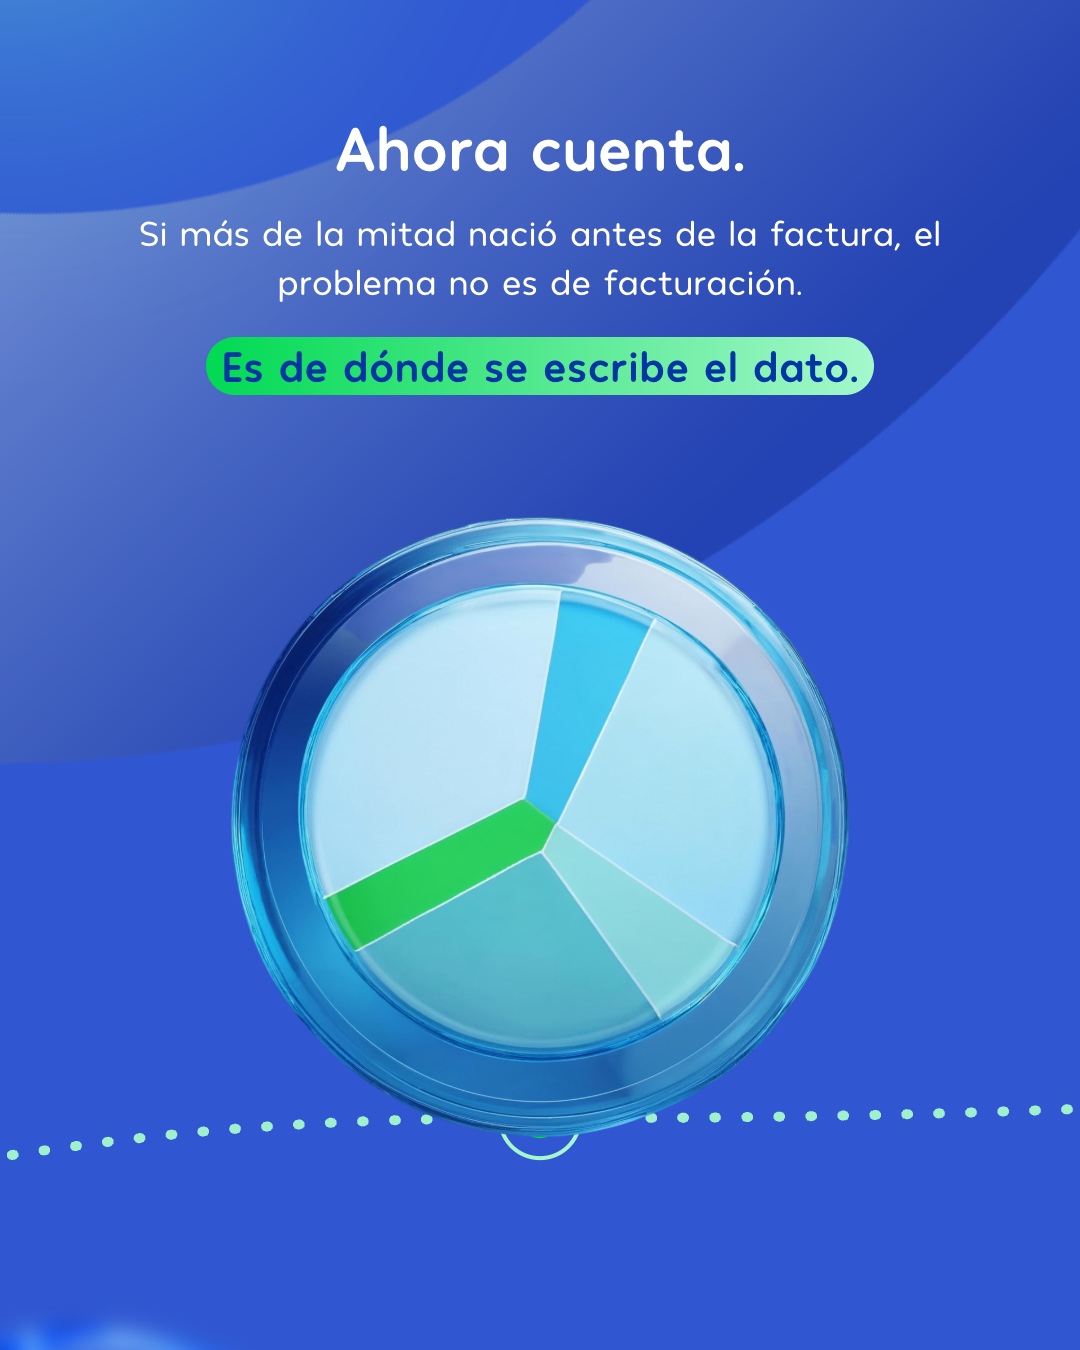 Ahora cuenta.
Si más de la mitad nació antes de la factura, el
problema no es de facturación.
Es de dónde se escribe el dato.